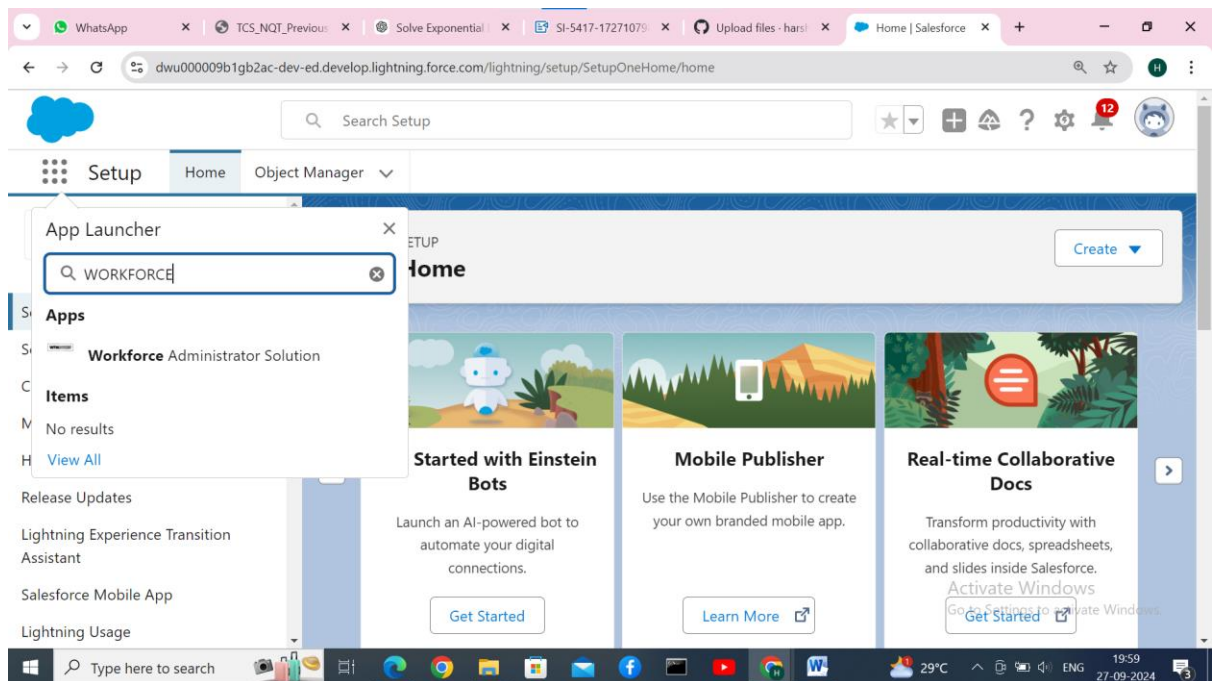 WhatsApp
TCS_NQT_Previous
Solve Exponential
SI-5417-17271079
Upload files - harsh
Home | Salesforce
dwu000009b1gb2ac-dev-ed.develop.lightning.force.com/lightning/setup/SetupOneHome/home
H
Search Setup
12
Setup
Home
Object Manager
App Launcher
WORKFORCE
Apps
Workforce Administrator Solution
Items
No results
View All
ETUP
Home
Create
Release Updates
Lightning Experience Transition
Assistant
Salesforce Mobile App
Lightning Usage
Started with Einstein
Bots
Launch an AI-powered bot to
automate your digital
connections.
Get Started
Mobile Publisher
Use the Mobile Publisher to create
your own branded mobile app.
Learn More
Real-time Collaborative
Docs
Transform productivity with
collaborative docs, spreadsheets,
and slides inside Salesforce.
Get Started
Activate Windows
Go to Settings to activate Windows.
Type here to search
29°C
ENG
19:59
27-09-2024
3